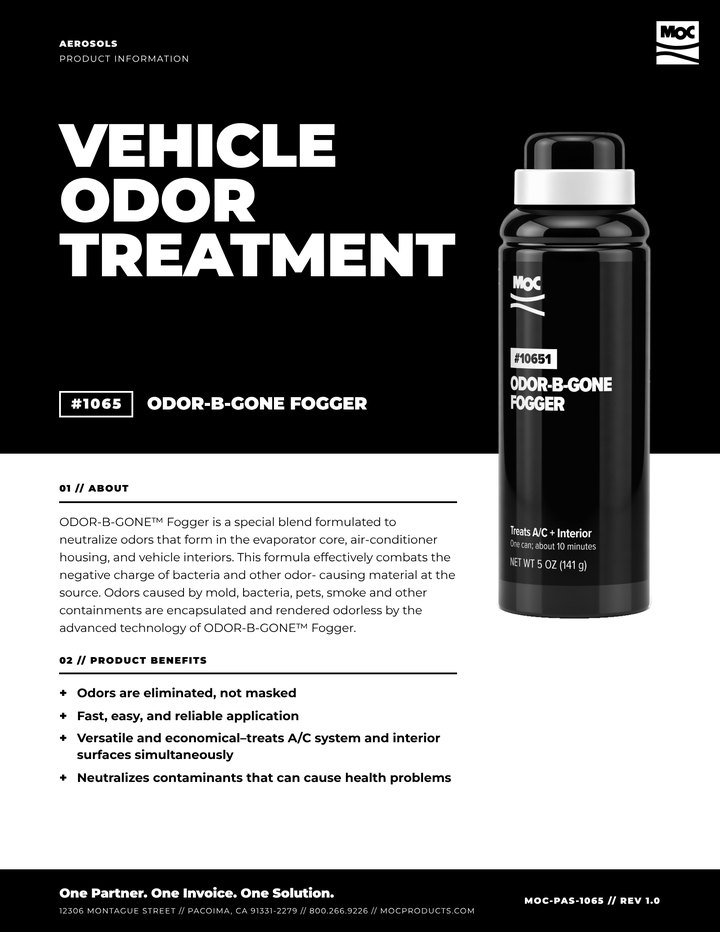 AEROSOLS
PRODUCT INFORMATION
MOC
VEHICLE
ODOR
TREATMENT
#1065 ODOR-B-GONE FOGGER
MOC
#10651
ODOR-B-GONE
FOGGER
Treats A/C + Interior
One can; about 10 minutes
NET WT 5 OZ (141 g)
01 // ABOUT
ODOR-B-GONE™ Fogger is a special blend formulated to
neutralize odors that form in the evaporator core, air-conditioner
housing, and vehicle interiors. This formula effectively combats the
negative charge of bacteria and other odor- causing material at the
source. Odors caused by mold, bacteria, pets, smoke and other
containments are encapsulated and rendered odorless by the
advanced technology of ODOR-B-GONE™ Fogger.
02 // PRODUCT BENEFITS
+ Odors are eliminated, not masked
+ Fast, easy, and reliable application
+ Versatile and economical–treats A/C system and interior
surfaces simultaneously
+ Neutralizes contaminants that can cause health problems
One Partner. One Invoice. One Solution.
12306 MONTAGUE STREET // PACOIMA, CA 91331-2279 // 800.266.9226 // MOCPRODUCTS.COM
MOC-PAS-1065 // REV 1.0